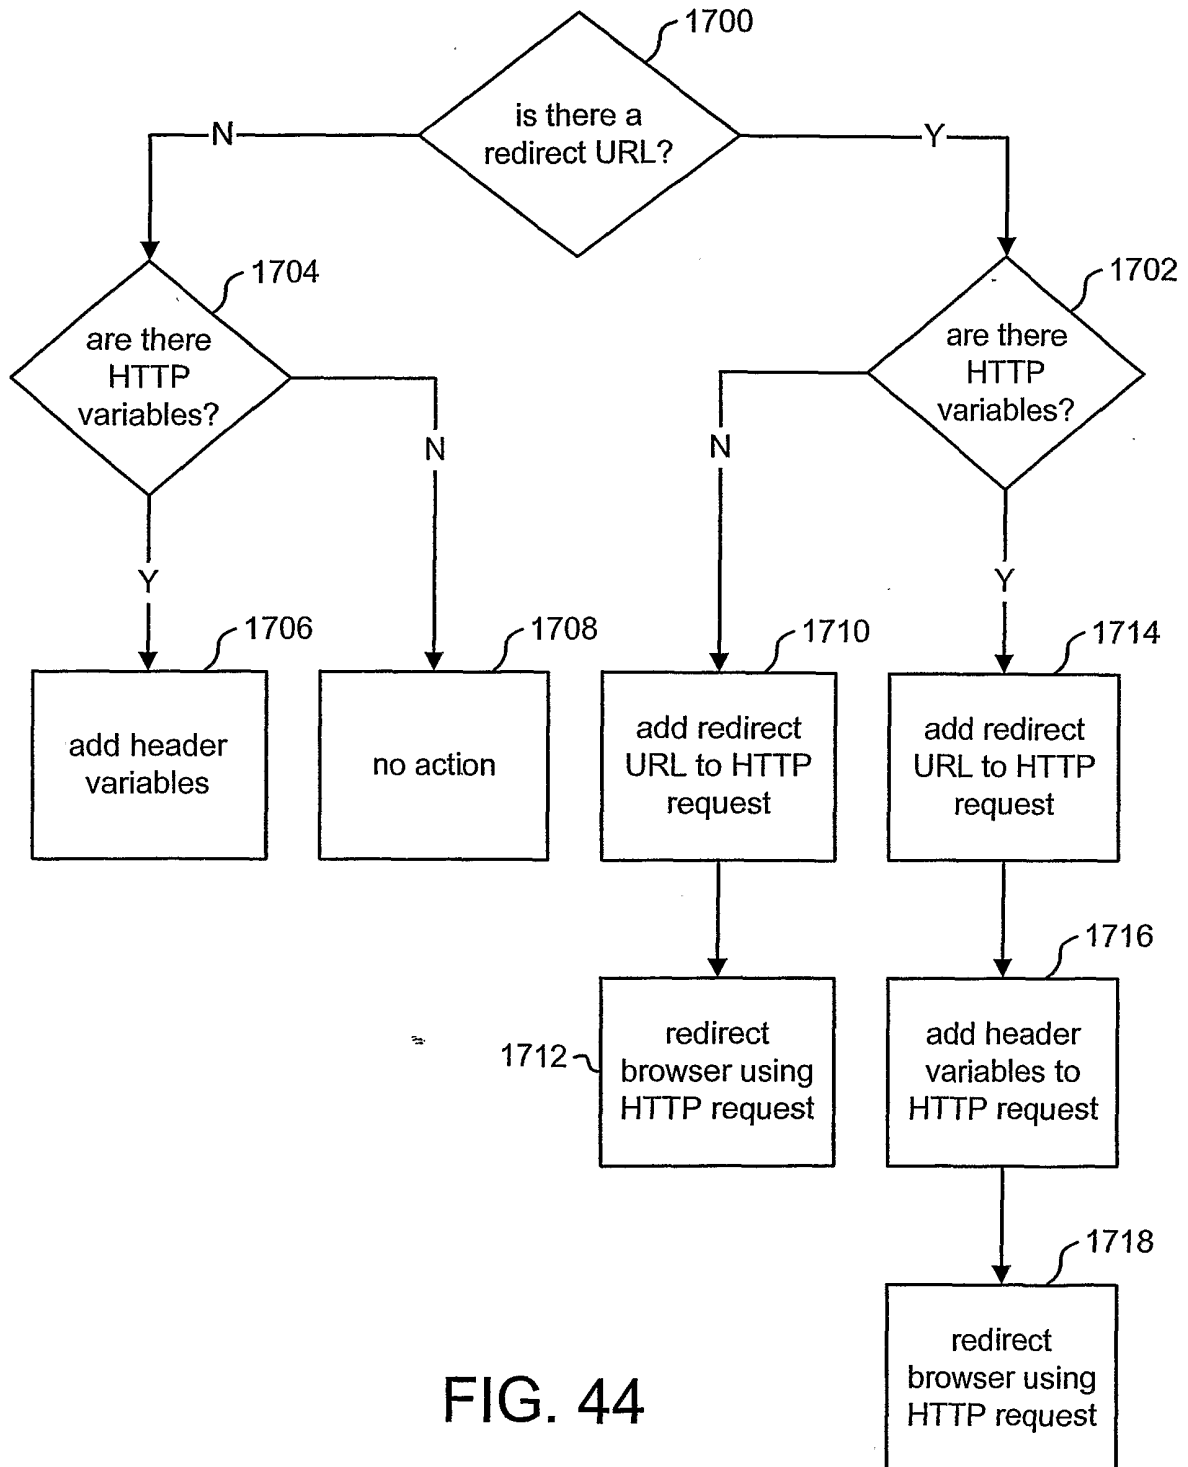 1700
is there a
redirect URL?
N
Y
1704
1702
are there
HTTP
variables?
are there
HTTP
variables?
N
N
Y
Y
1706
1708
1710
1714
add header
variables
no action
add redirect
URL to HTTP
request
add redirect
URL to HTTP
request
1716
1712
redirect
browser using
HTTP request
add header
variables to
HTTP request
1718
redirect
browser using
HTTP request
FIG. 44